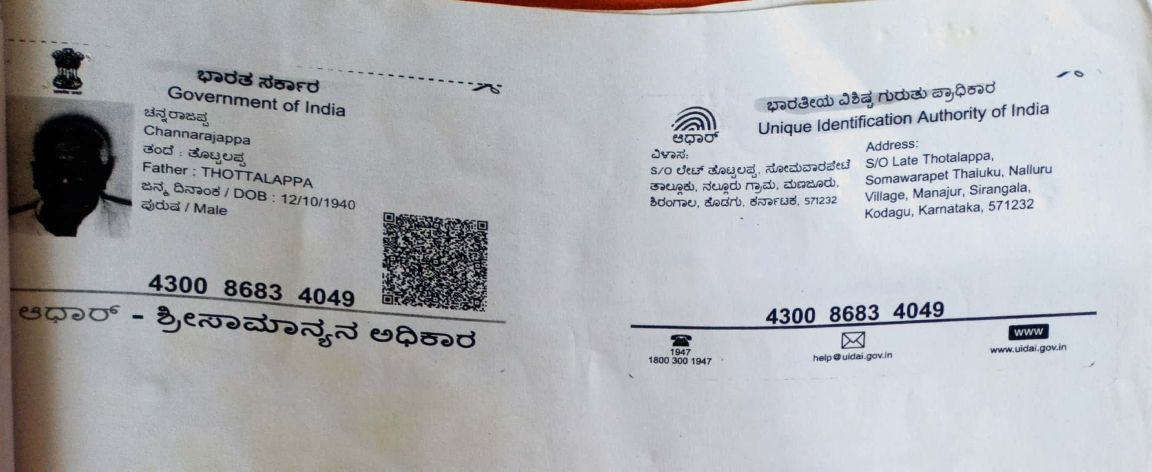 ಭಾರತ ಸರ್ಕಾರ
Government of India
ಚನ್ನರಾಜಪ್ಪ
Channarajappa
ತಂದೆ : ತೊಟ್ಟಲಪ್ಪ
Father : THOTTALAPPA
ಜನ್ಮ ದಿನಾಂಕ / DOB : 12/10/1940
ಪುರುಷ / Male
4300 8683 4049
ಆಧಾರ್ - ಶ್ರೀಸಾಮಾನ್ಯನ ಅಧಿಕಾರ
ಭಾರತೀಯ ವಿಶಿಷ್ಟ ಗುರುತು ಪ್ರಾಧಿಕಾರ
Unique Identification Authority of India
ಆಧಾರ್
ವಿಳಾಸ:
S/O ಲೇಟ್ ತೊಟ್ಟಲಪ್ಪ, ಸೋಮವಾರಪೇಟೆ
ತಾಲ್ಲೂಕು, ನಲ್ಲೂರು ಗ್ರಾಮ, ಮಣಜೂರು,
ಶಿರಂಗಾಲ, ಕೊಡಗು, ಕರ್ನಾಟಕ, 571232
Address:
S/O Late Thotalappa,
Somawarapet Thaluku, Nalluru
Village, Manajur, Sirangala,
Kodagu, Karnataka, 571232
4300 8683 4049
1947
1800 300 1947
help@uidai.gov.in
www
www.uidai.gov.in